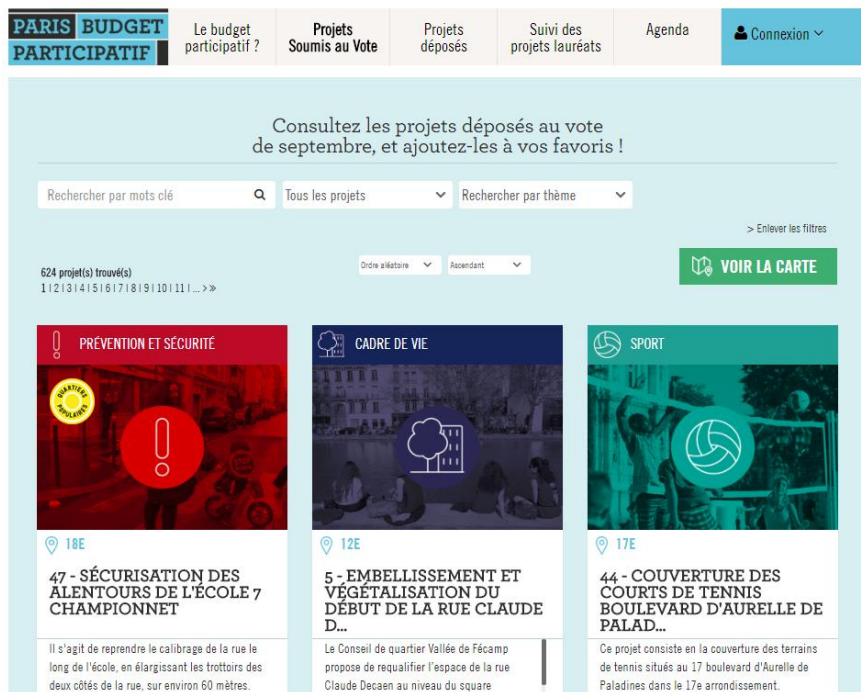 PARIS BUDGET
PARTICIPATIF
Le budget
participatif ?
Projets
Soumis au Vote
Projets
déposés
Suivi des
projets lauréats
Agenda
Connexion
Consultez les projets déposés au vote
de septembre, et ajoutez-les à vos favoris !
Rechercher par mots clé
Tous les projets
Rechercher par thème
> Enlever les filtres
624 projet(s) trouvé(s)
1 | 2 | 3 | 4 | 5 | 6 | 7 | 8 | 9 | 10 | 11 | ... > »
Ordre aléatoire
Ascendant
VOIR LA CARTE
PRÉVENTION ET SÉCURITÉ
QUARTIERS
POPULAIRES
18E
47 - SÉCURISATION DES
ALENTOURS DE L'ÉCOLE 7
CHAMPIONNET
Il s'agit de reprendre le calibrage de la rue le
long de l'école, en élargissant les trottoirs des
deux côtés de la rue, sur environ 60 mètres.
CADRE DE VIE
12E
5 - EMBELLISSEMENT ET
VÉGÉTALISATION DU
DÉBUT DE LA RUE CLAUDE
D...
Le Conseil de quartier Vallée de Fécamp
propose de requalifier l'espace de la rue
Claude Decaen au niveau du square
SPORT
17E
44 - COUVERTURE DES
COURTS DE TENNIS
BOULEVARD D'AURELLE DE
PALAD...
Ce projet consiste en la couverture des terrains
de tennis situés au 17 boulevard d'Aurelle de
Paladines dans le 17e arrondissement.